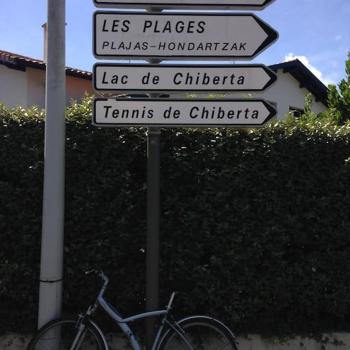 LES PLAGES
PLAJAS-HONDARTZAK
Lac de Chiberta
Tennis de Chiberta